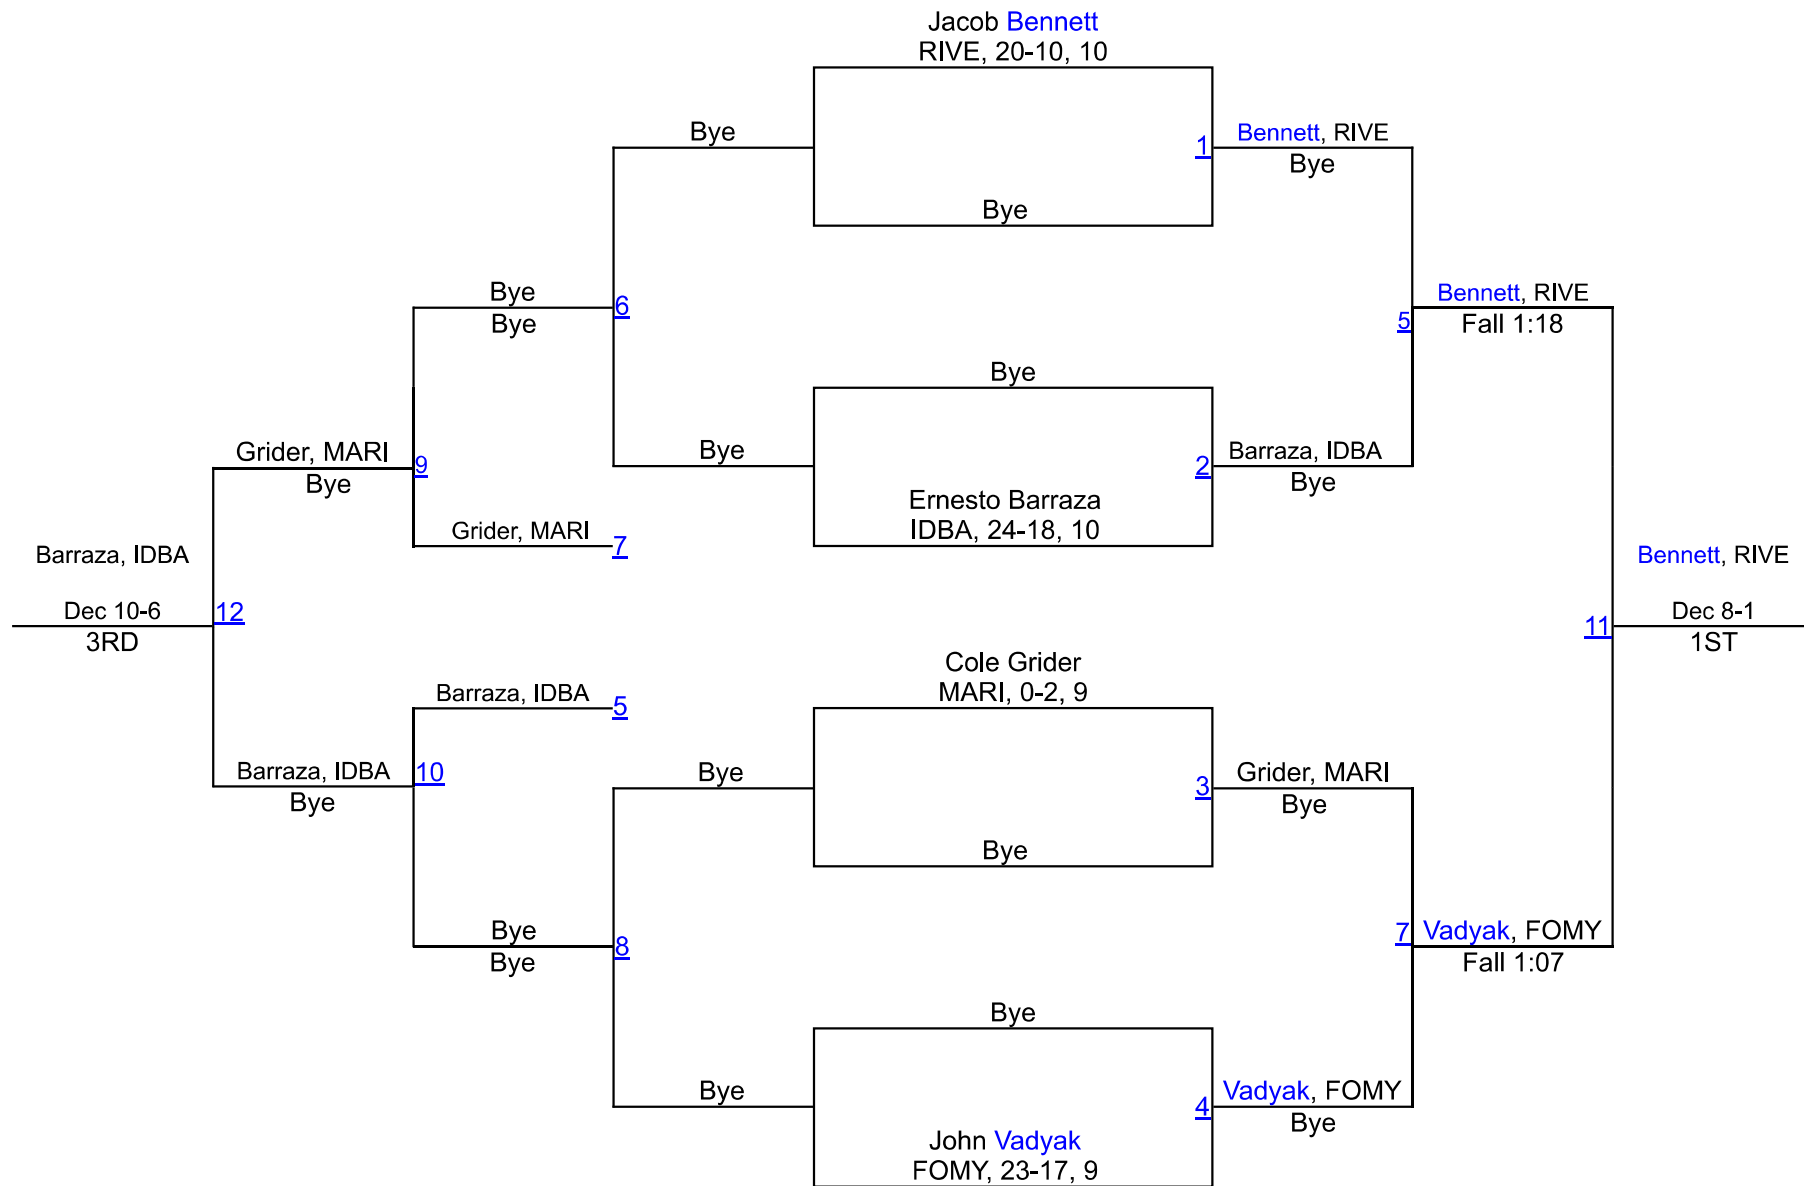 Jacob Bennett
RIVE, 20-10, 10
Bye
1
Bennett, RIVE
Bye
Bye
Bye
Bye
6
Bennett, RIVE
Fall 1:18
5
Bye
Grider, MARI
Bye
9
Bye
2
Barraza, IDBA
Bye
Ernesto Barraza
IDBA, 24-18, 10
Grider, MARI
7
Barraza, IDBA
Dec 10-6
3RD
12
Bennett, RIVE
Dec 8-1
1ST
11
Cole Grider
MARI, 0-2, 9
Barraza, IDBA
5
Barraza, IDBA
Bye
10
Bye
3
Grider, MARI
Bye
Bye
Bye
Bye
8
7
Vadyak, FOMY
Fall 1:07
Bye
Bye
4
Vadyak, FOMY
Bye
John Vadyak
FOMY, 23-17, 9